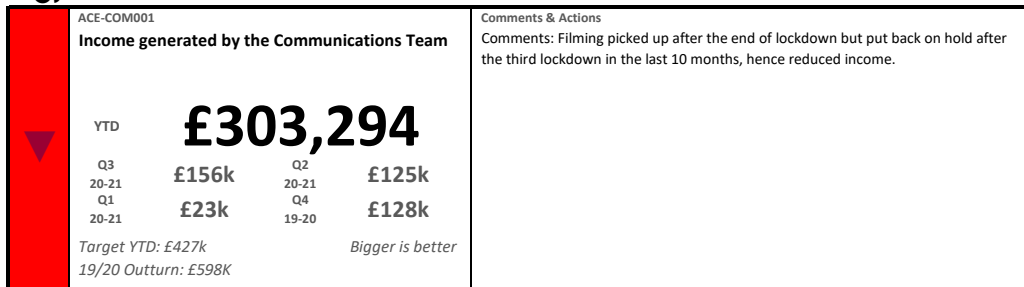 ACE-COM001
Income generated by the Communications Team
YTD £303,294
Q3 20-21 £156k Q2 20-21 £125k
Q1 20-21 £23k Q4 19-20 £128k
Target YTD: £427k Bigger is better
19/20 Outturn: £598K
Comments & Actions
Comments: Filming picked up after the end of lockdown but put back on hold after
the third lockdown in the last 10 months, hence reduced income.